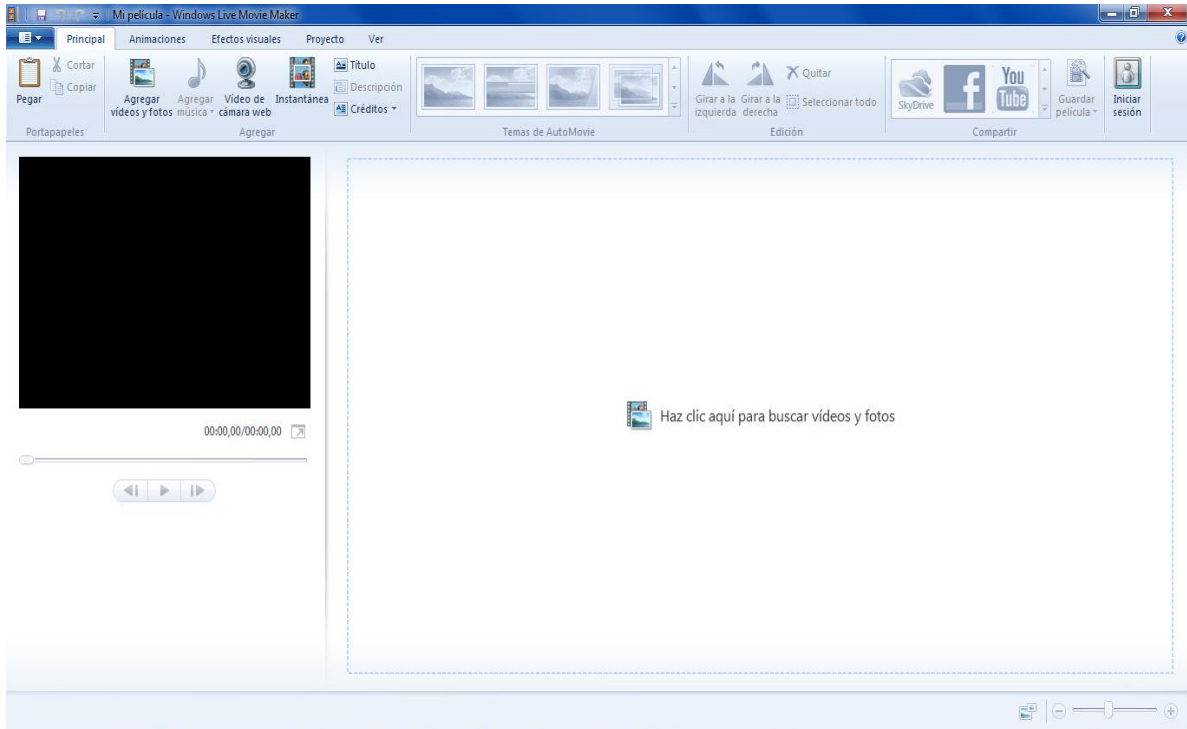 Mi película - Windows Live Movie Maker
Principal Animaciones Efectos visuales Proyecto Ver
Pegar
Cortar
Copiar
Portapapeles
Agregar
vídeos y fotos
Agregar
música
Vídeo de
cámara web
Instantánea
Título
Descripción
Créditos
Agregar
Temas de AutoMovie
Girar a la
izquierda
Girar a la
derecha
Quitar
Seleccionar todo
Edición
SkyDrive
f
You
Tube
Guardar
película
Compartir
Iniciar
sesión
00:00,00/00:00,00
Haz clic aquí para buscar vídeos y fotos